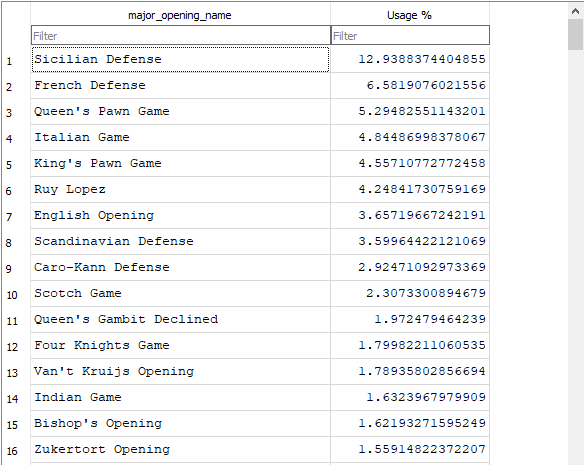 major_opening_name Usage %
Filter Filter
1 Sicilian Defense 12.9388374404855
2 French Defense 6.5819076021556
3 Queen's Pawn Game 5.29482551143201
4 Italian Game 4.84486998378067
5 King's Pawn Game 4.55710772772458
6 Ruy Lopez 4.24841730759169
7 English Opening 3.65719667242191
8 Scandinavian Defense 3.59964422121069
9 Caro-Kann Defense 2.92471092973369
10 Scotch Game 2.3073300894679
11 Queen's Gambit Declined 1.972479464239
12 Four Knights Game 1.79982211060535
13 Van't Kruijs Opening 1.78935802856694
14 Indian Game 1.6323967979909
15 Bishop's Opening 1.62193271595249
16 Zukertort Opening 1.55914822372207